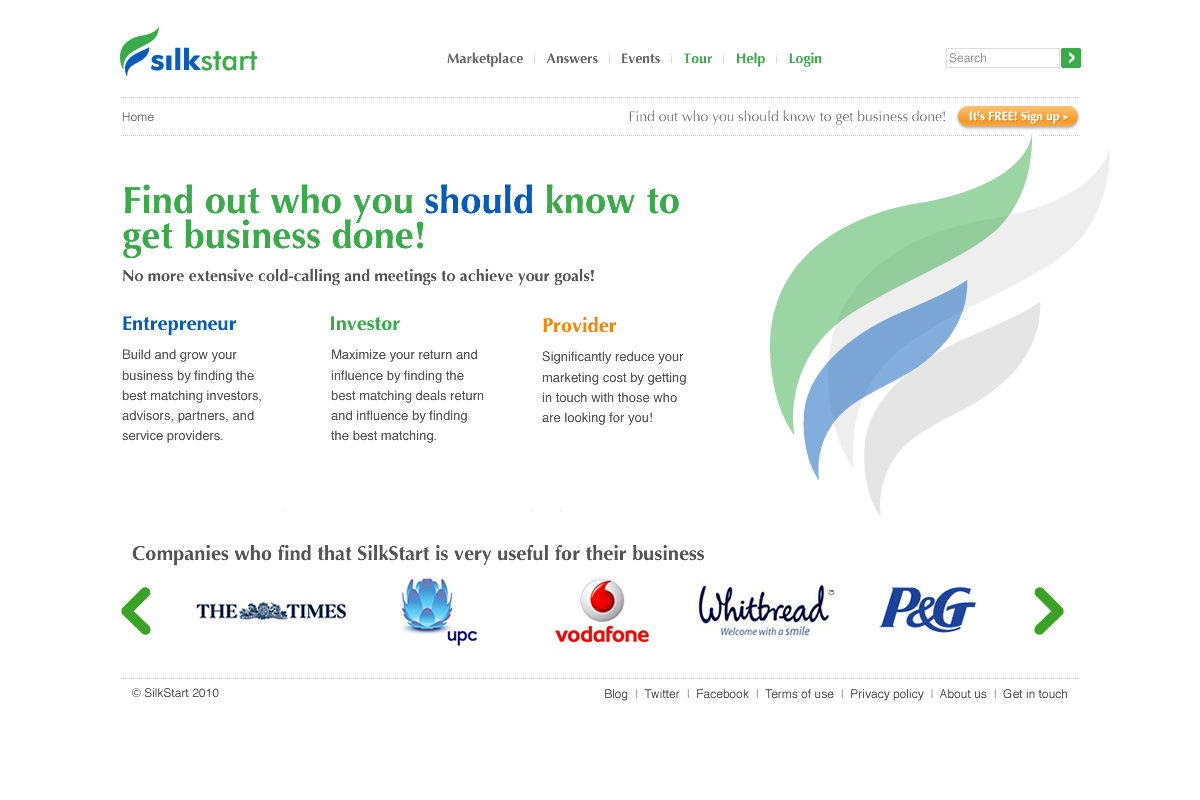 silkstart
Marketplace Answers Events Tour Help Login
Search
Home
Find out who you should know to get business done!
It's FREE! Sign up
Find out who you should know to
get business done!
No more extensive cold-calling and meetings to achieve your goals!
Entrepreneur
Build and grow your
business by finding the
best matching investors,
advisors, partners, and
service providers.
Investor
Maximize your return and
influence by finding the
best matching deals return
and influence by finding
the best matching.
Provider
Significantly reduce your
marketing cost by getting
in touch with those who
are looking for you!
Companies who find that SilkStart is very useful for their business
THE TIMES
upc
vodafone
Whitbread
Welcome with a smile
P&G
© SilkStart 2010
Blog | Twitter | Facebook | Terms of use | Privacy policy | About us | Get in touch